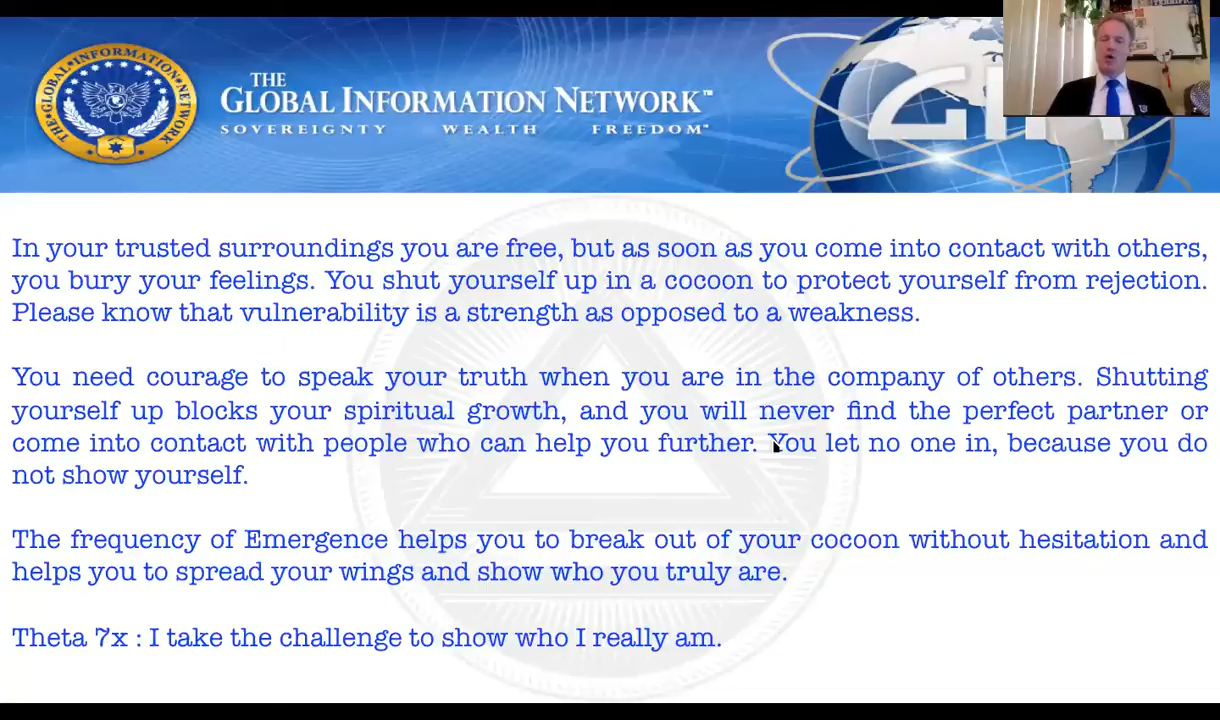 THE GLOBAL INFORMATION NETWORK
THE
GLOBAL INFORMATION NETWORK™
SOVEREIGNTY WEALTH FREEDOM™
In your trusted surroundings you are free, but as soon as you come into contact with others,
you bury your feelings. You shut yourself up in a cocoon to protect yourself from rejection.
Please know that vulnerability is a strength as opposed to a weakness.
You need courage to speak your truth when you are in the company of others. Shutting
yourself up blocks your spiritual growth, and you will never find the perfect partner or
come into contact with people who can help you further. You let no one in, because you do
not show yourself.
The frequency of Emergence helps you to break out of your cocoon without hesitation and
helps you to spread your wings and show who you truly are.
Theta 7x : I take the challenge to show who I really am.